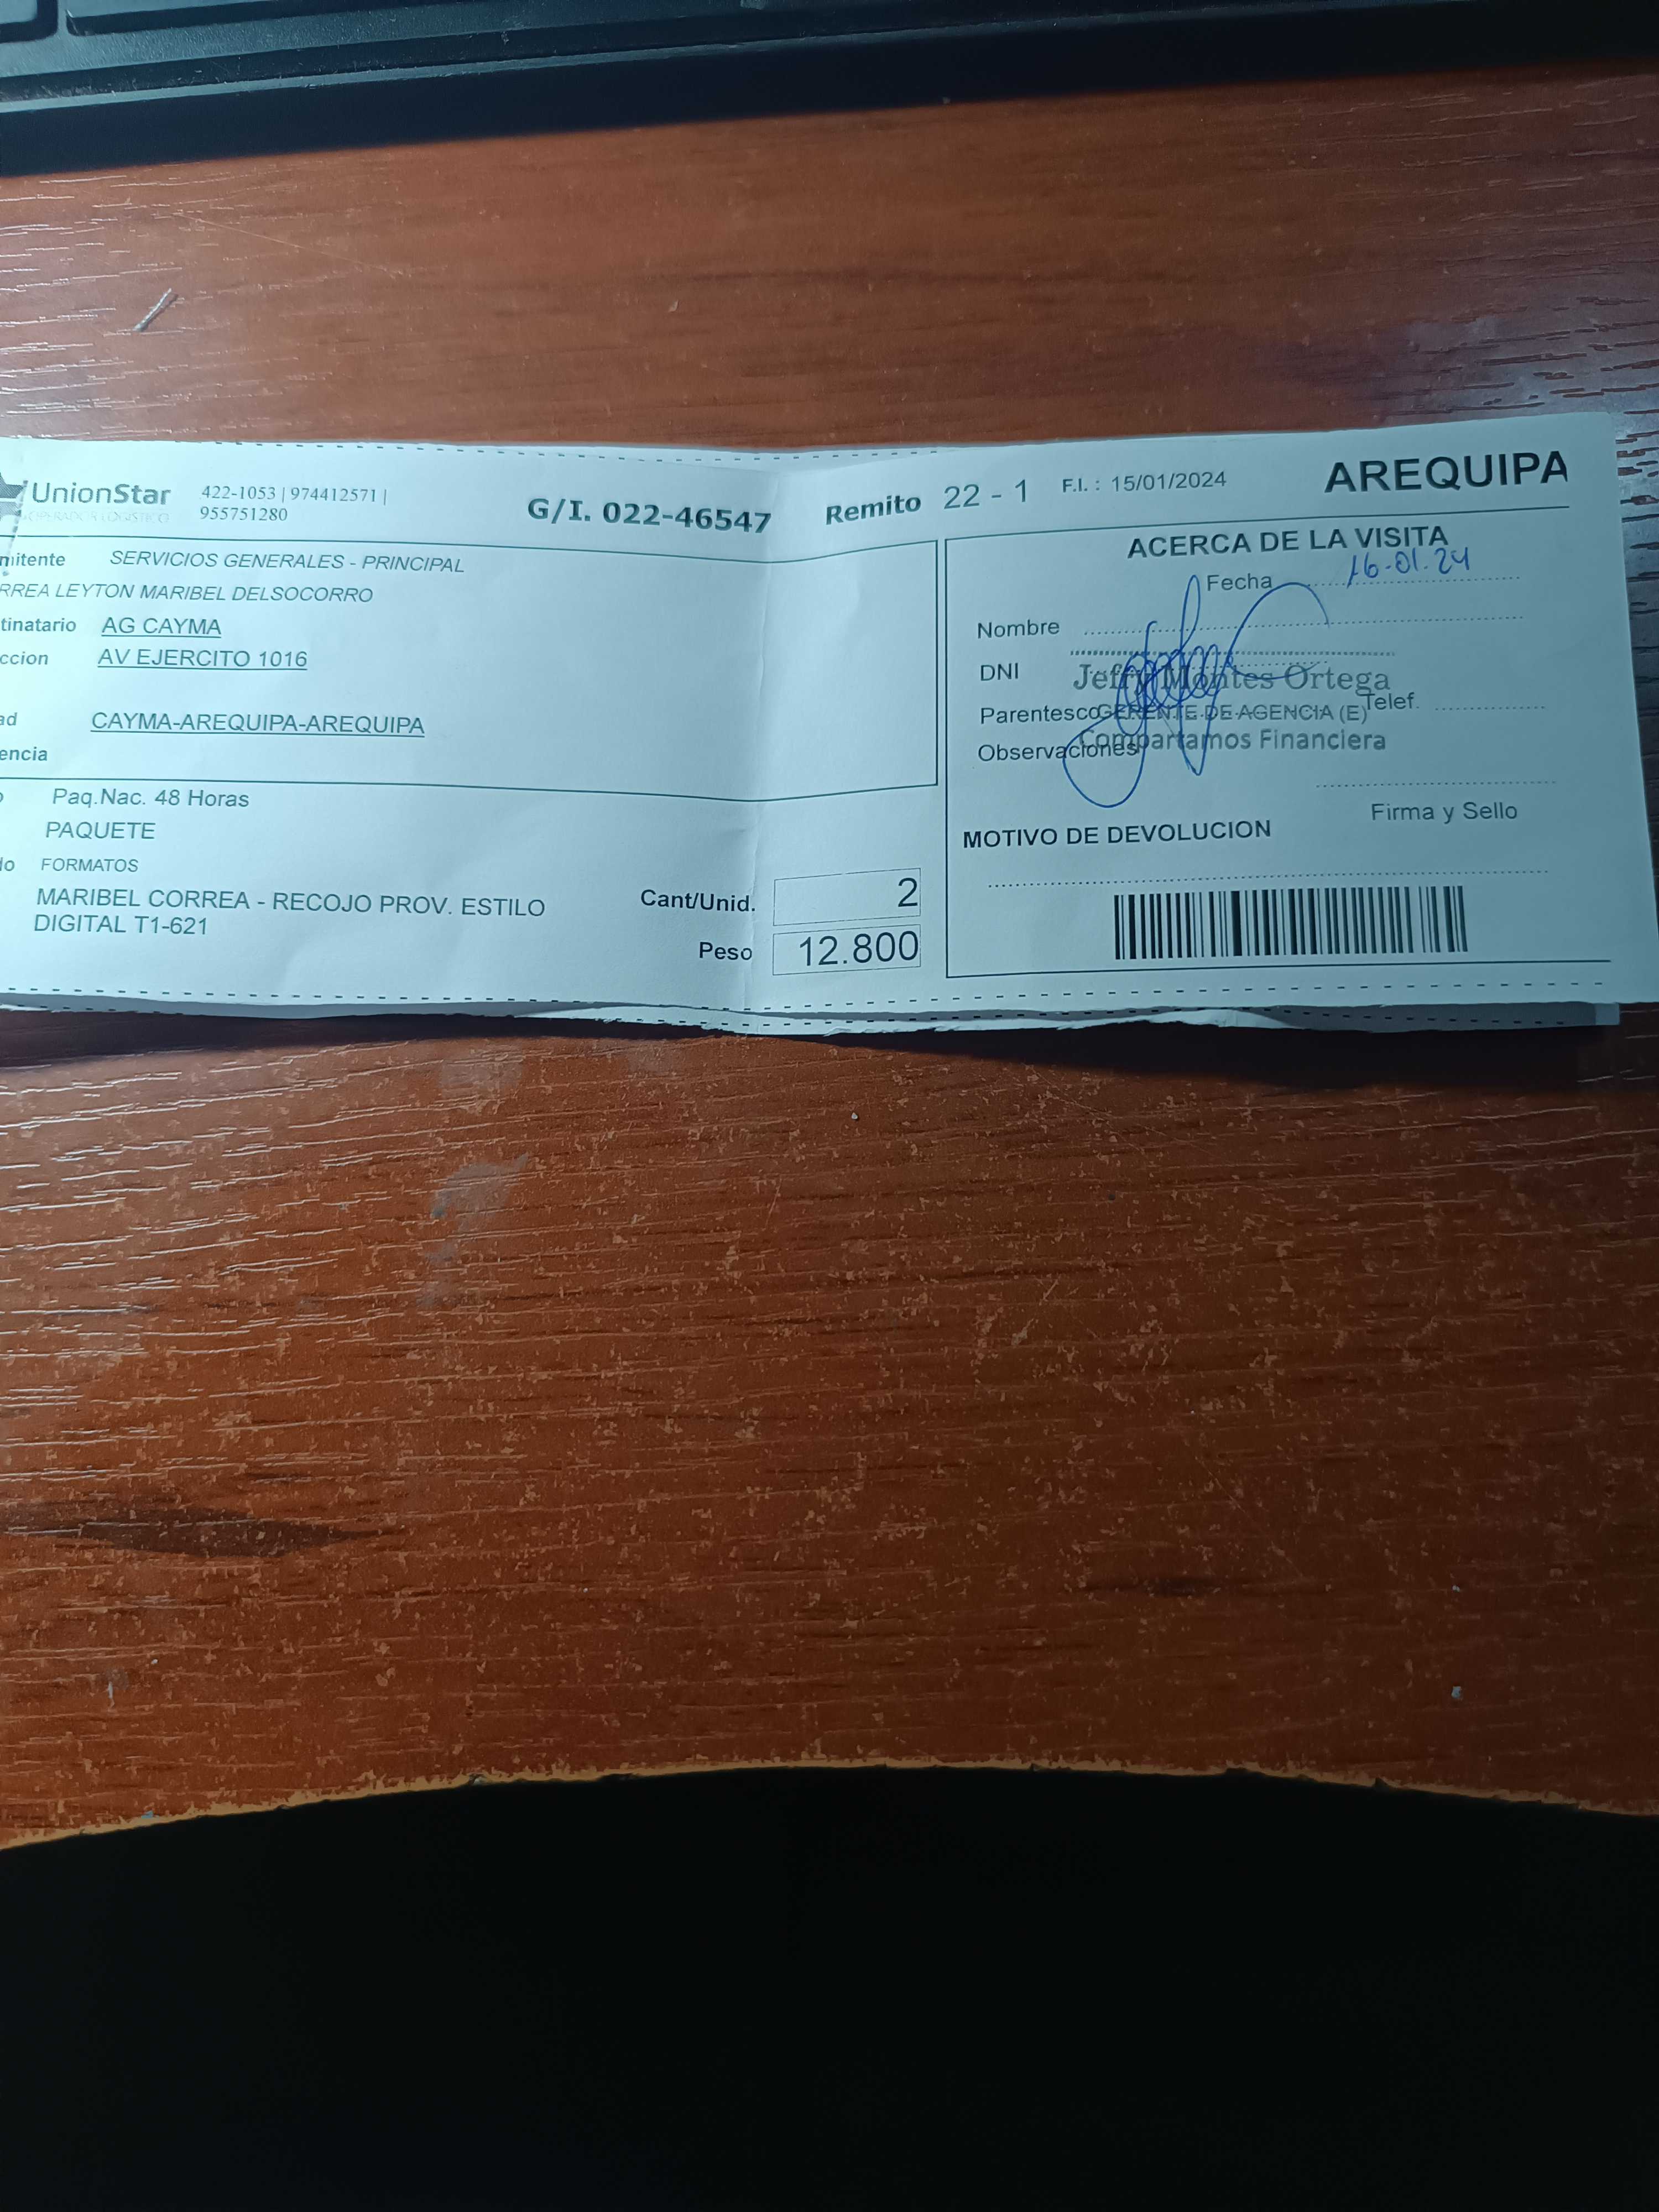 UnionStar
OPERADOR LOGISTICO
422-1053 | 974412571 |
955751280
G/I. 022-46547
Remito 22 - 1
F.I. : 15/01/2024
AREQUIPA
mitente SERVICIOS GENERALES - PRINCIPAL
RREA LEYTON MARIBEL DELSOCORRO
tinatario AG CAYMA
ccion AV EJERCITO 1016
ad CAYMA-AREQUIPA-AREQUIPA
encia
o Paq.Nac. 48 Horas
PAQUETE
do FORMATOS
MARIBEL CORREA - RECOJO PROV. ESTILO
DIGITAL T1-621
Cant/Unid. 2
Peso 12.800
ACERCA DE LA VISITA
Fecha 16-01-24
Nombre
DNI
Jeffry Montes Ortega
Parentesco
GERENTE DE AGENCIA (E)
Telef.
Observaciones
Compartamos Financiera
Firma y Sello
MOTIVO DE DEVOLUCION